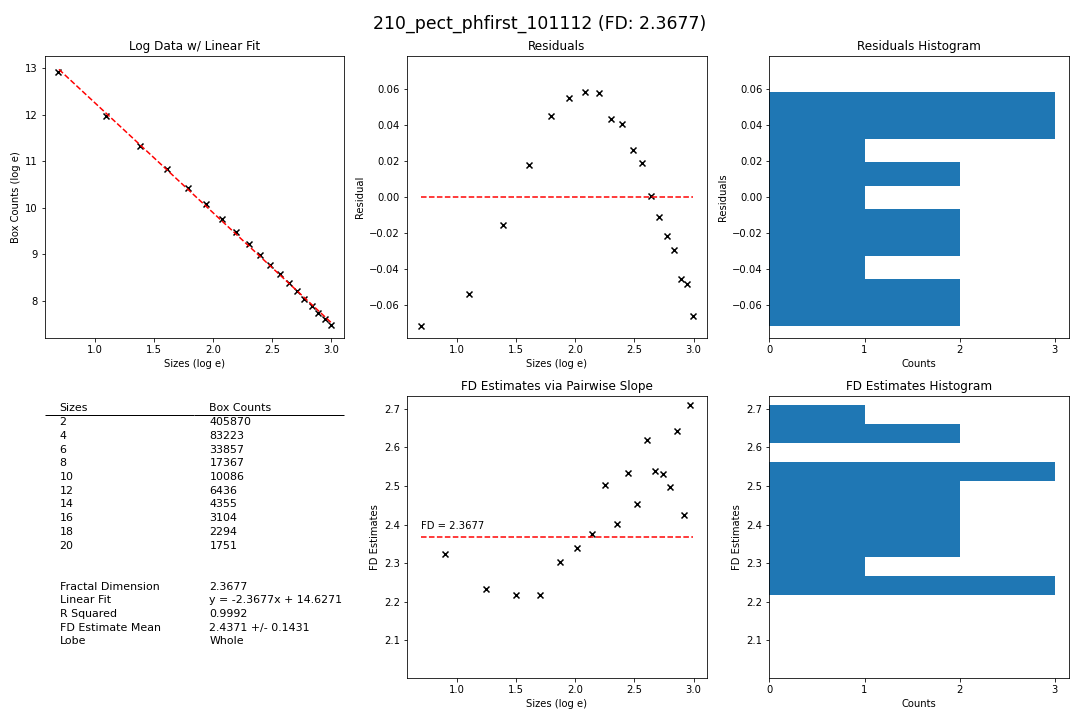 210_pect_phfirst_101112 (FD: 2.3677)
Log Data w/ Linear Fit
13
12
11
10
9
8
Box Counts (log e)
1.0 1.5 2.0 2.5 3.0
Sizes (log e)
Residuals
0.06
0.04
0.02
0.00
−0.02
−0.04
−0.06
Residual
1.0 1.5 2.0 2.5 3.0
Sizes (log e)
Residuals Histogram
0.06
0.04
0.02
0.00
−0.02
−0.04
−0.06
Residuals
0 1 2 3
Counts
Sizes Box Counts
2 405870
4 83223
6 33857
8 17367
10 10086
12 6436
14 4355
16 3104
18 2294
20 1751
Fractal Dimension 2.3677
Linear Fit y = -2.3677x + 14.6271
R Squared 0.9992
FD Estimate Mean 2.4371 +/- 0.1431
Lobe Whole
FD Estimates via Pairwise Slope
2.7
2.6
2.5
2.4
2.3
2.2
2.1
FD Estimates
FD = 2.3677
1.0 1.5 2.0 2.5 3.0
Sizes (log e)
FD Estimates Histogram
2.7
2.6
2.5
2.4
2.3
2.2
2.1
FD Estimates
0 1 2 3
Counts